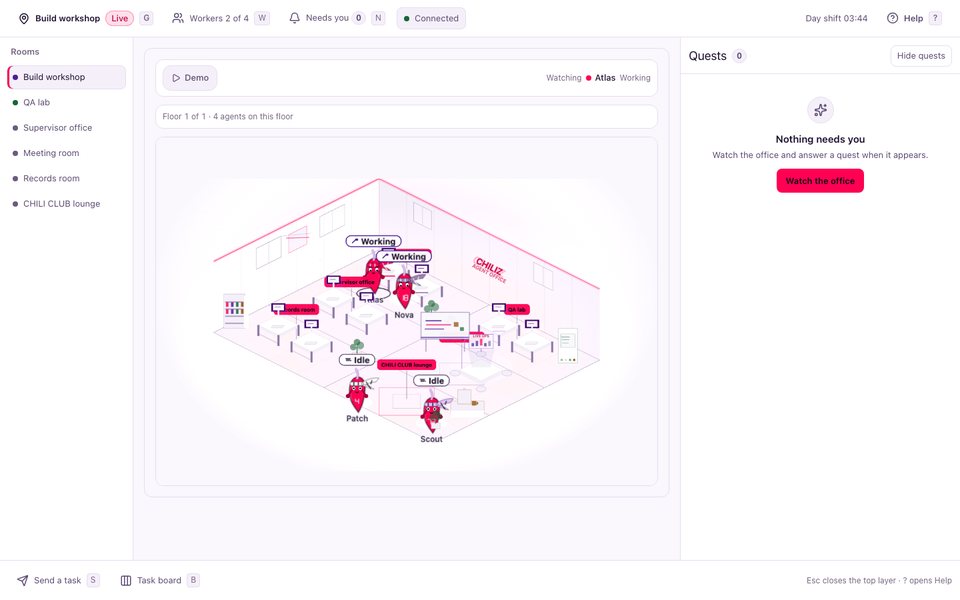 Build workshop Live G Workers 2 of 4 W Needs you 0 N Connected Day shift 03:44 Help ?
Rooms
Build workshop
QA lab
Supervisor office
Meeting room
Records room
CHILI CLUB lounge
Demo
Watching Atlas Working
Floor 1 of 1 · 4 agents on this floor
Working
Working
CHILIZ
AGENT OFFICE
office
Nova
room
QA lab
Idle
CHILI CLUB lounge
Idle
Patch
Scout
Quests 0 Hide quests
Nothing needs you
Watch the office and answer a quest when it appears.
Watch the office
Send a task S Task board B Esc closes the top layer · ? opens Help